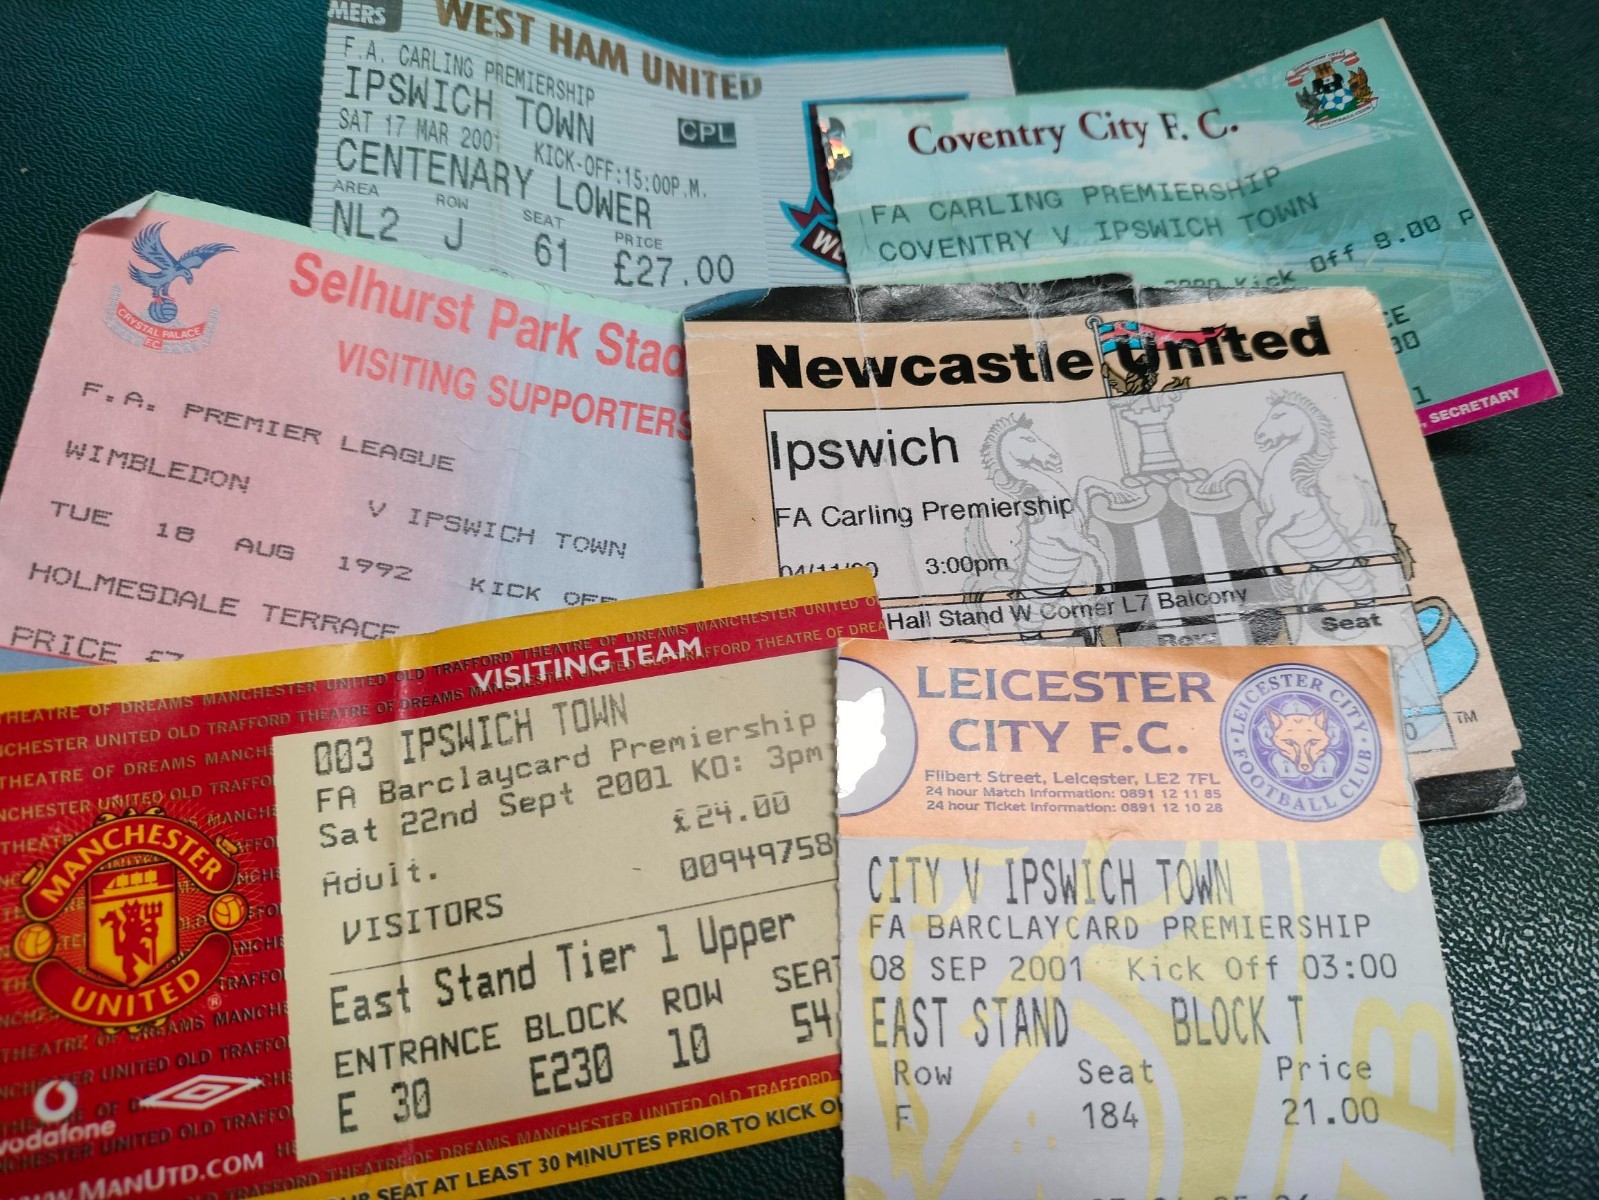 MERS
WEST HAM UNITED
F.A. CARLING PREMIERSHIP
IPSWICH TOWN
CPL
SAT 17 MAR 2001 KICK-OFF:15:00P.M.
CENTENARY LOWER
AREA ROW SEAT PRICE
NL2 J 61 £27.00
Coventry City F. C.
FA CARLING PREMIERSHIP
COVENTRY V IPSWICH TOWN
Kick Off 8.00 P
SECRETARY
CRYSTAL PALACE
F.C.
Selhurst Park Stad
VISITING SUPPORTERS
F.A. PREMIER LEAGUE
WIMBLEDON
V IPSWICH TOWN
TUE 18 AUG 1992 KICK OFF
HOLMESDALE TERRACE
PRICE £7
Newcastle United
Ipswich
FA Carling Premiership
3:00pm
Hall Stand W Corner L7 Balcony
Row Seat
TM
VISITING TEAM
003 IPSWICH TOWN
FA Barclaycard Premiership
Sat 22nd Sept 2001 KO: 3pm
£24.00
Adult. 00949758
VISITORS
East Stand Tier 1 Upper
ENTRANCE BLOCK ROW SEAT
E 30 E230 10 54
MANCHESTER
UNITED
vodafone
www.MANUTD.COM
SEAT AT LEAST 30 MINUTES PRIOR TO KICK O
LEICESTER
CITY F.C.
Filbert Street, Leicester, LE2 7FL
24 hour Match Information: 0891 12 11 85
24 hour Ticket Information: 0891 12 10 28
LEICESTER CITY
FOOTBALL CLUB
CITY V IPSWICH TOWN
FA BARCLAYCARD PREMIERSHIP
08 SEP 2001 Kick Off 03:00
EAST STAND BLOCK T
Row Seat Price
F 184 21.00